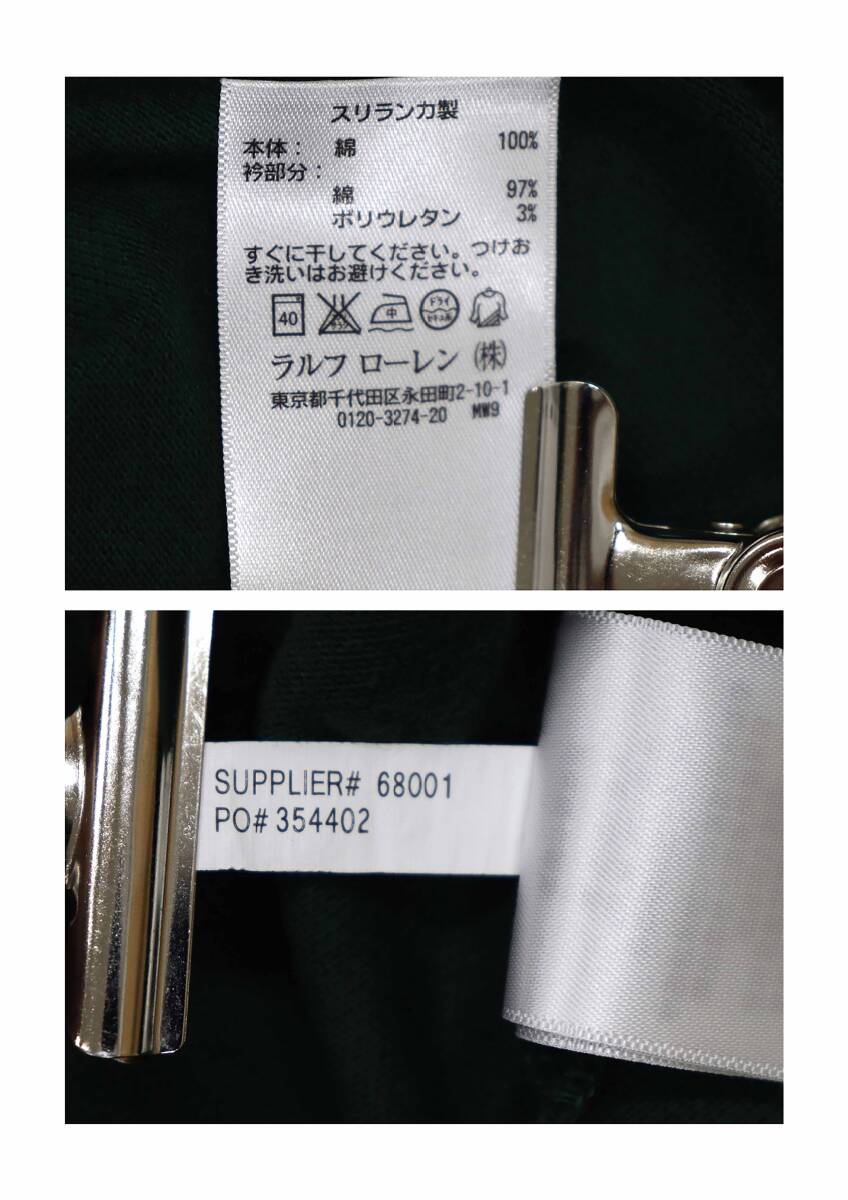 スリランカ製
本体： 綿 100%
衿部分：
綿 97%
ポリウレタン 3%
すぐに干してください。つけお
き洗いはお避けください。
40 中 ドライ
ラルフ ローレン ㈱
東京都千代田区永田町2-10-1
0120-3274-20 MW9
SUPPLIER# 68001
PO# 354402